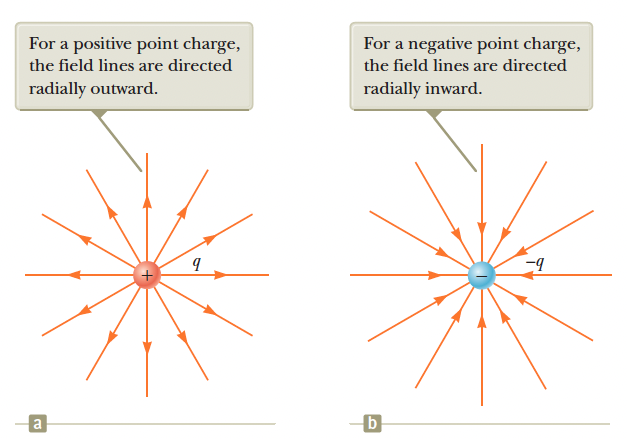 For a positive point charge,
the field lines are directed
radially outward.
For a negative point charge,
the field lines are directed
radially inward.
q
+
–q
–
a
b